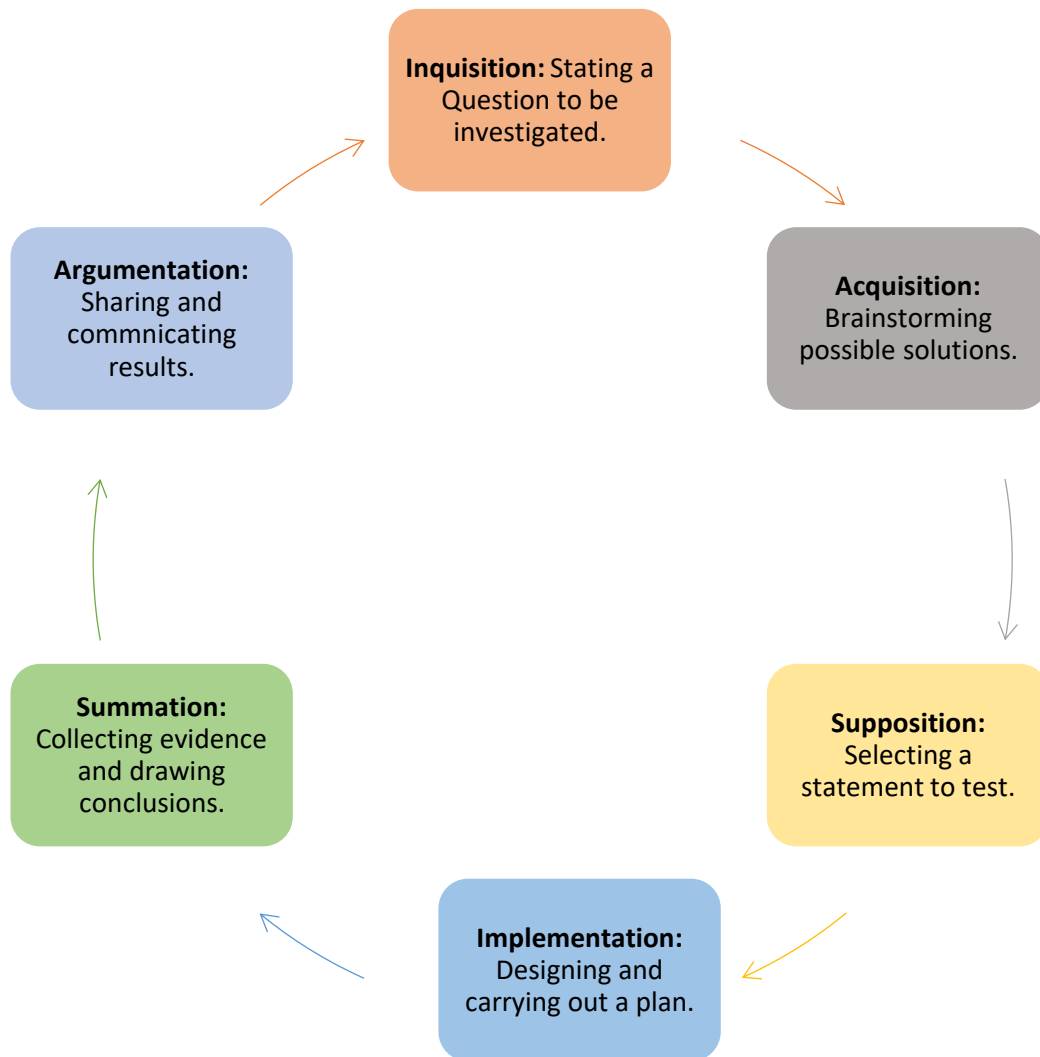 Inquisition: Stating a
Question to be
investigated.
Acquisition:
Brainstorming
possible solutions.
Supposition:
Selecting a
statement to test.
Implementation:
Designing and
carrying out a plan.
Summation:
Collecting evidence
and drawing
conclusions.
Argumentation:
Sharing and
commnicating
results.